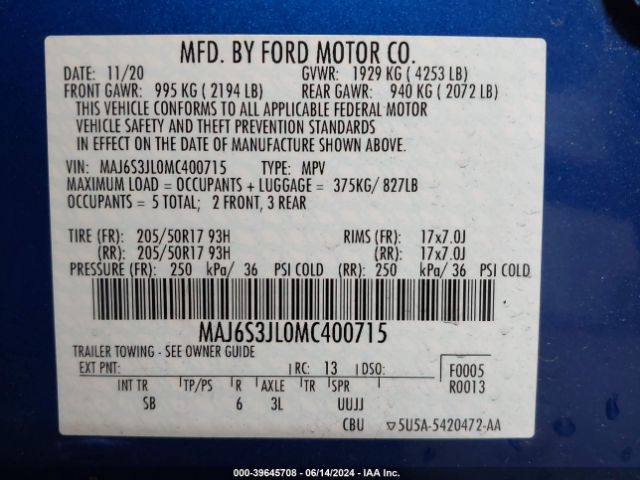 MFD. BY FORD MOTOR CO.
DATE: 11/20 GVWR: 1929 KG ( 4253 LB)
FRONT GAWR: 995 KG ( 2194 LB) REAR GAWR: 940 KG ( 2072 LB)
THIS VEHICLE CONFORMS TO ALL APPLICABLE FEDERAL MOTOR
VEHICLE SAFETY AND THEFT PREVENTION STANDARDS
IN EFFECT ON THE DATE OF MANUFACTURE SHOWN ABOVE.
VIN: MAJ6S3JL0MC400715 TYPE: MPV
MAXIMUM LOAD = OCCUPANTS + LUGGAGE = 375KG/ 827LB
OCCUPANTS = 5 TOTAL; 2 FRONT, 3 REAR
TIRE (FR): 205/50R17 93H RIMS (FR): 17x7.0J
(RR): 205/50R17 93H (RR): 17x7.0J
PRESSURE (FR): 250 kPa/ 36 PSI COLD (RR): 250 kPa/ 36 PSI COLD
MAJ6S3JL0MC400715
TRAILER TOWING - SEE OWNER GUIDE
EXT PNT: RC: 13 DSO: F0005
INT TR TP/PS R AXLE TR SPR R0013
SB 6 3L UUJJ
CBU ▽5U5A-5420472-AA
000-39645708 - 06/14/2024 - IAA Inc.